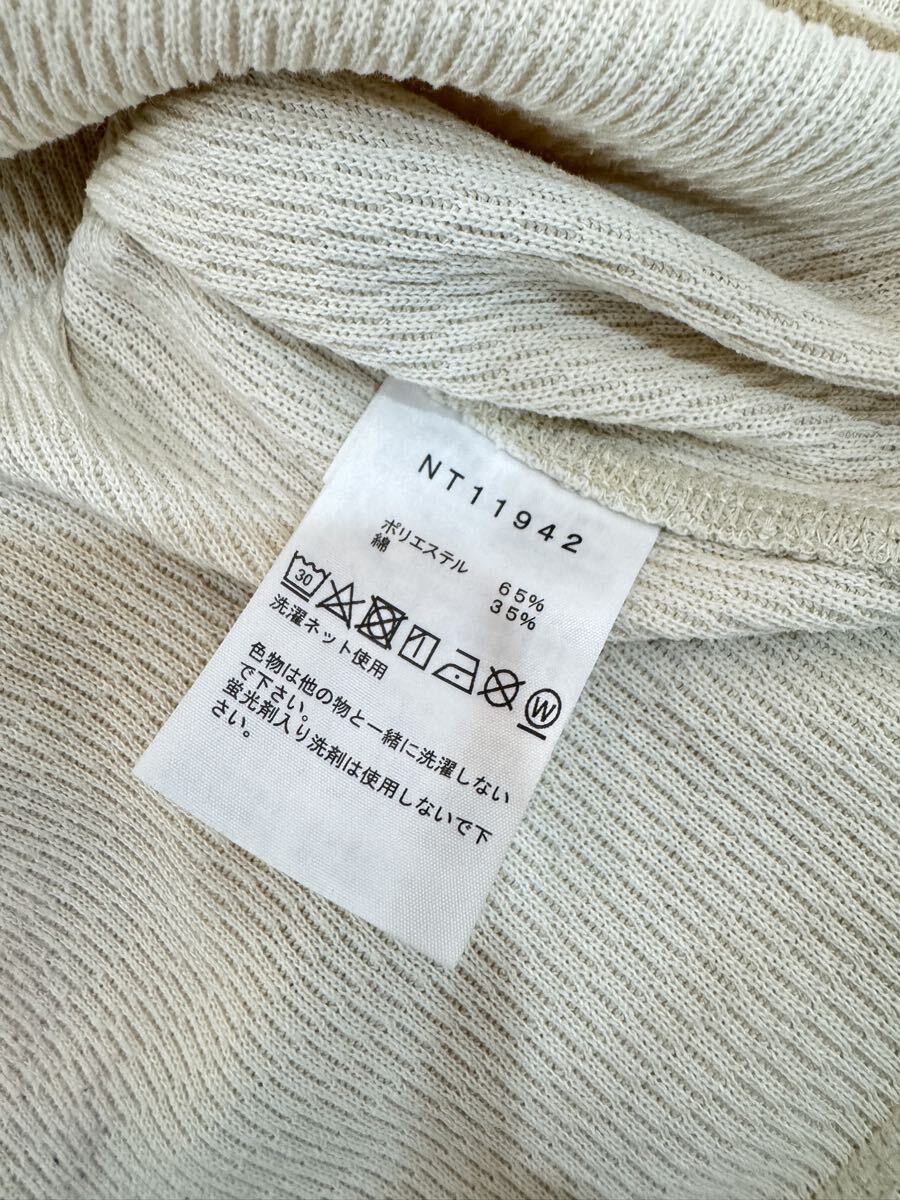 NT11942
ポリエステル 65%
綿 35%
30 W
洗濯ネット使用
色物は他の物と一緒に洗濯しない
で下さい。
蛍光剤入り洗剤は使用しないで下
さい。